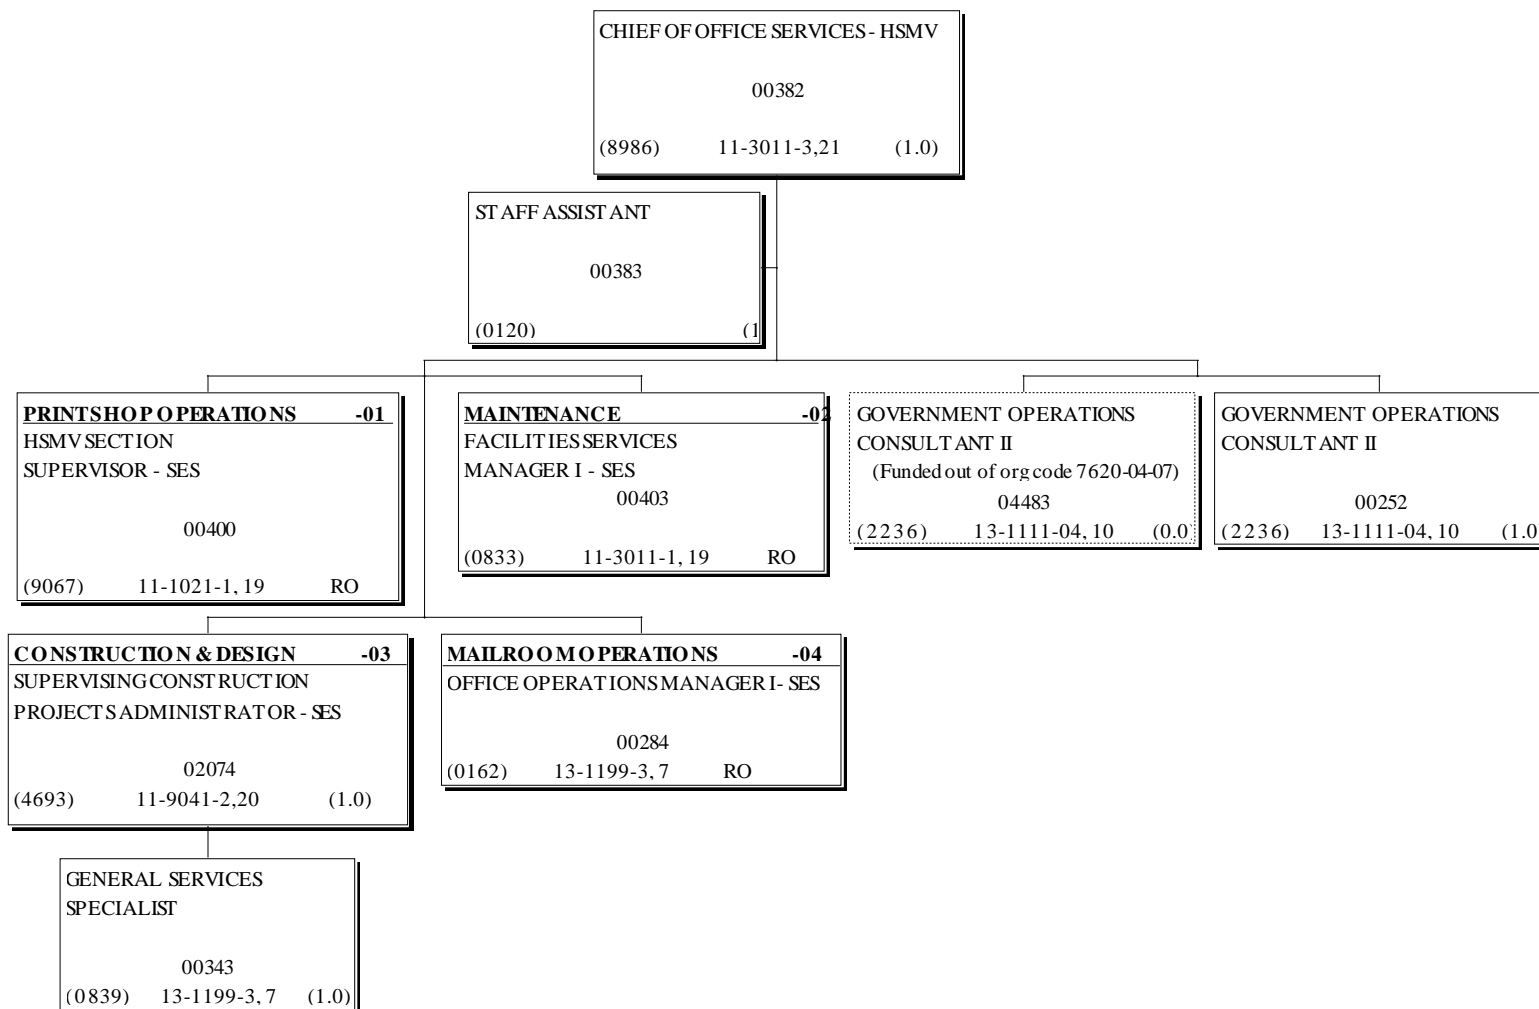 CHIEF OF OFFICE SERVICES - HSMV
00382
(8986) 11-3011-3,21 (1.0)
STAFF ASSISTANT
00383
(0120) (1
PRINTSHOP OPERATIONS -01
HSMV SECTION
SUPERVISOR - SES
00400
(9067) 11-1021-1, 19 RO
MAINTENANCE -02
FACILITIES SERVICES
MANAGER I - SES
00403
(0833) 11-3011-1, 19 RO
GOVERNMENT OPERATIONS
CONSULTANT II
(Funded out of org code 7620-04-07)
04483
(2236) 13-1111-04, 10 (0.0
GOVERNMENT OPERATIONS
CONSULTANT II
00252
(2236) 13-1111-04, 10 (1.0
CONSTRUCTION & DESIGN -03
SUPERVISING CONSTRUCTION
PROJECTS ADMINISTRATOR - SES
02074
(4693) 11-9041-2,20 (1.0)
MAILROOM OPERATIONS -04
OFFICE OPERATIONS MANAGER I- SES
00284
(0162) 13-1199-3, 7 RO
GENERAL SERVICES
SPECIALIST
00343
(0839) 13-1199-3, 7 (1.0)